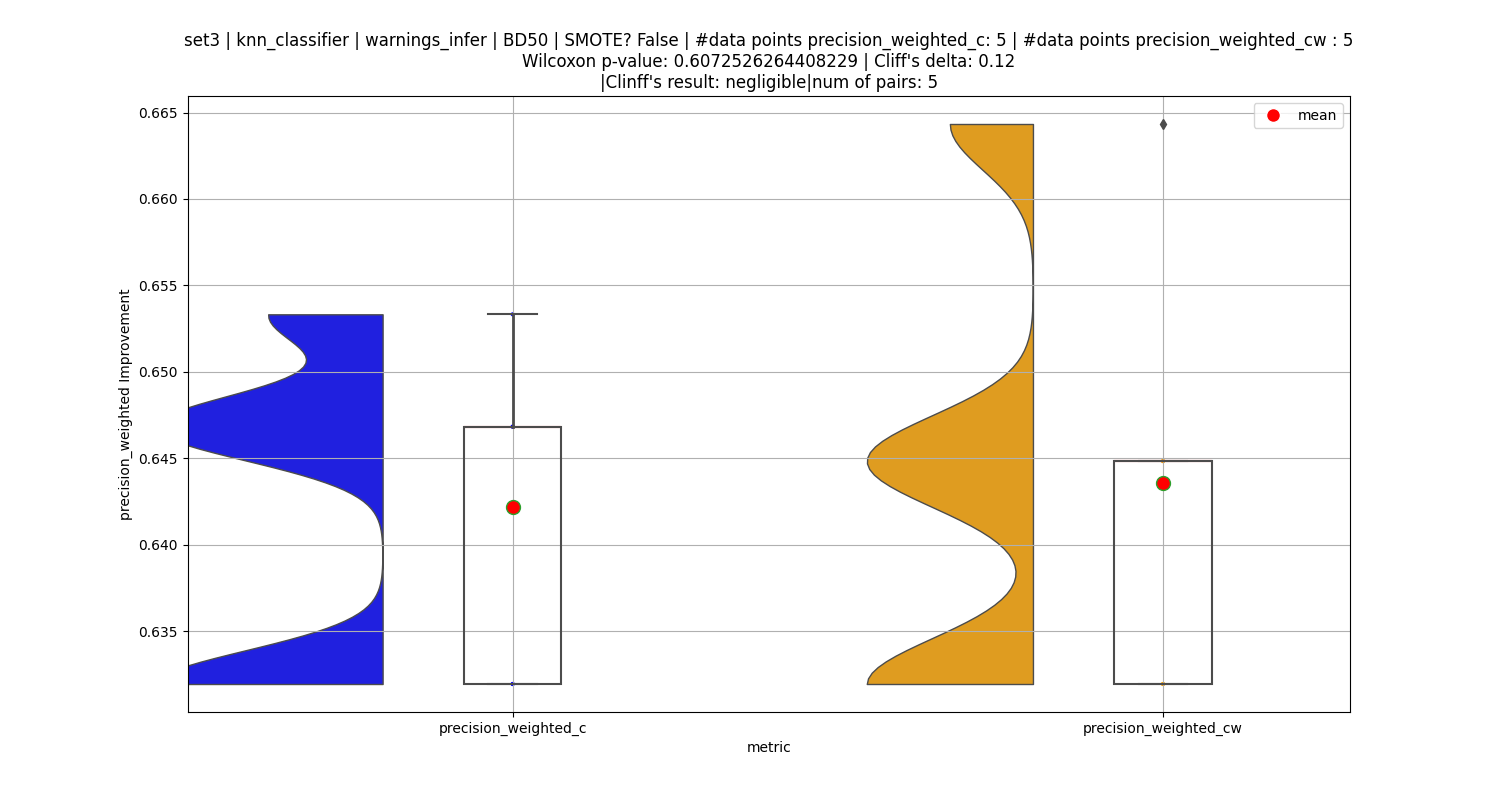 set3 | knn_classifier | warnings_infer | BD50 | SMOTE? False | #data points precision_weighted_c: 5 | #data points precision_weighted_cw : 5
Wilcoxon p-value: 0.6072526264408229 | Cliff's delta: 0.12
|Clinff's result: negligible|num of pairs: 5
mean
0.665
0.660
0.655
0.650
0.645
0.640
0.635
precision_weighted Improvement
precision_weighted_c
precision_weighted_cw
metric